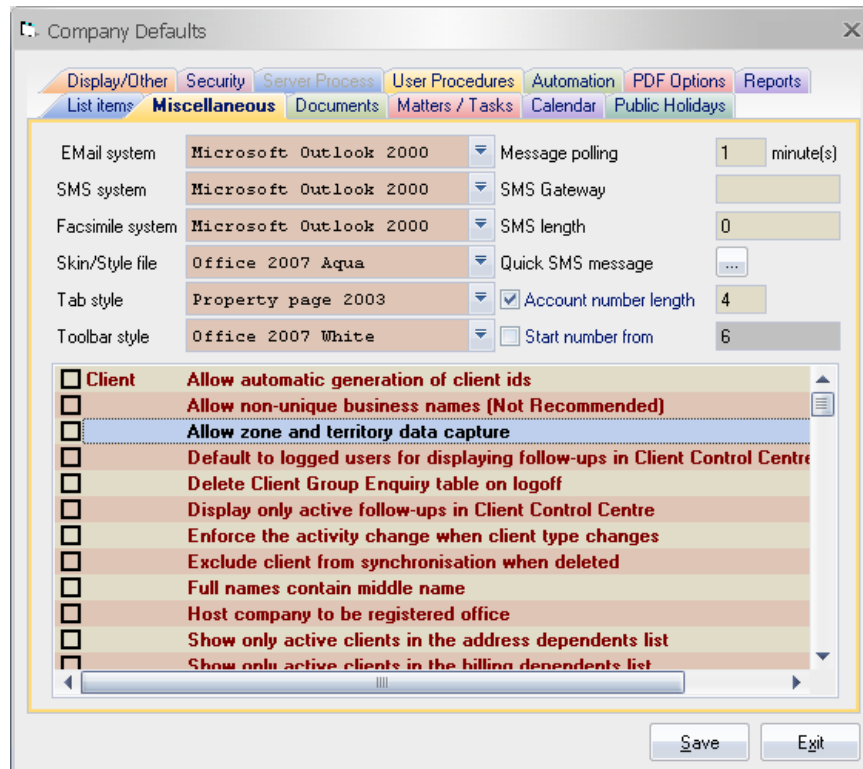 Company Defaults
Display/Other Security Server Process User Procedures Automation PDF Options Reports
List items Miscellaneous Documents Matters / Tasks Calendar Public Holidays
EMail system Microsoft Outlook 2000 Message polling 1 minute(s)
SMS system Microsoft Outlook 2000 SMS Gateway
Facsimile system Microsoft Outlook 2000 SMS length 0
Skin/Style file Office 2007 Aqua Quick SMS message ...
Tab style Property page 2003 Account number length 4
Toolbar style Office 2007 White Start number from 6
Client Allow automatic generation of client ids
Allow non-unique business names (Not Recommended)
Allow zone and territory data capture
Default to logged users for displaying follow-ups in Client Control Centre
Delete Client Group Enquiry table on logoff
Display only active follow-ups in Client Control Centre
Enforce the activity change when client type changes
Exclude client from synchronisation when deleted
Full names contain middle name
Host company to be registered office
Show only active clients in the address dependents list
Show only active clients in the billing dependents list
Save Exit